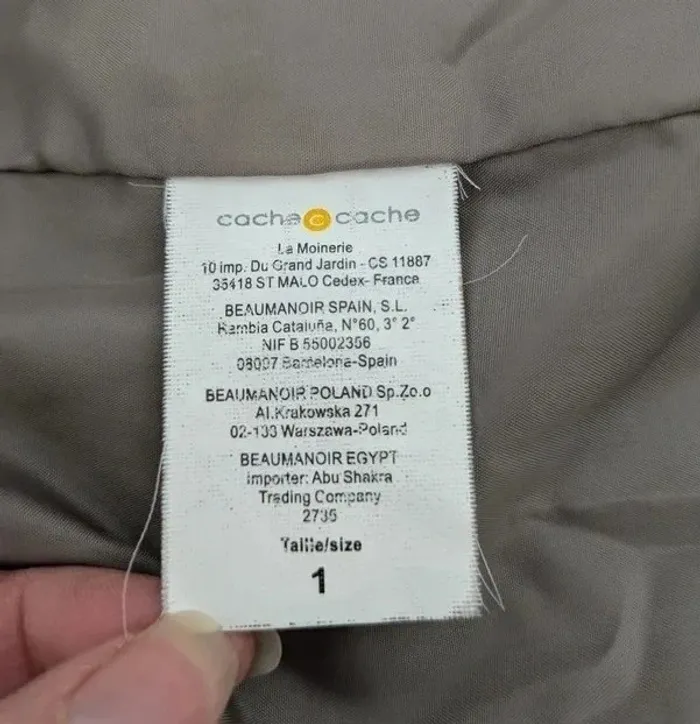 cache c cache
La Moinerie
10 imp. Du Grand Jardin - CS 11887
35418 ST MALO Cedex- France
BEAUMANOIR SPAIN, S.L.
Rambla Cataluña, N°60, 3° 2°
NIF B 55002356
08007 Barcelona-Spain
BEAUMANOIR POLAND Sp.Zo.o
Al.Krakowska 271
02-133 Warszawa-Poland
BEAUMANOIR EGYPT
Importer: Abu Shakra
Trading Company
2735
Taille/size
1